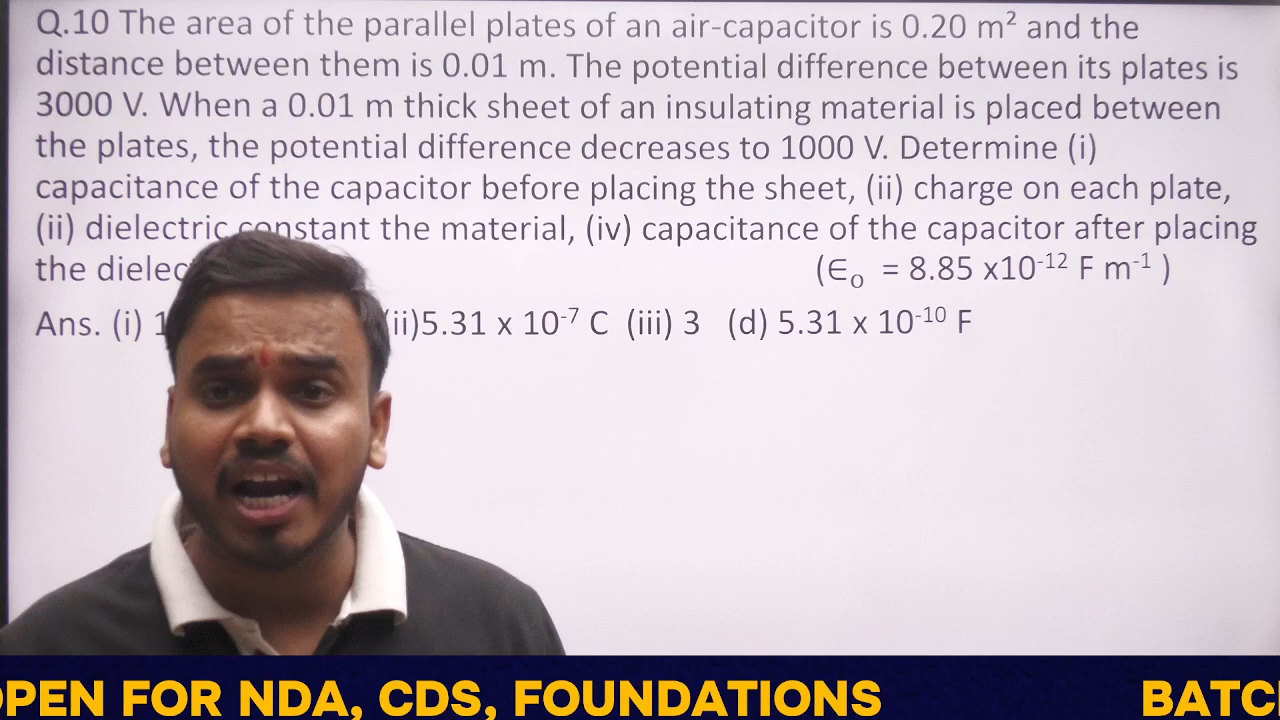 Q.10 The area of the parallel plates of an air-capacitor is 0.20 m² and the
distance between them is 0.01 m. The potential difference between its plates is
3000 V. When a 0.01 m thick sheet of an insulating material is placed between
the plates, the potential difference decreases to 1000 V. Determine (i)
capacitance of the capacitor before placing the sheet, (ii) charge on each plate,
(ii) dielectric constant the material, (iv) capacitance of the capacitor after placing
the (∈₀ = 8.85 x10⁻¹² F m⁻¹ )
Ans. (i) (ii)5.31 x 10⁻⁷ C (iii) 3 (d) 5.31 x 10⁻¹⁰ F
OPEN FOR NDA, CDS, FOUNDATIONS